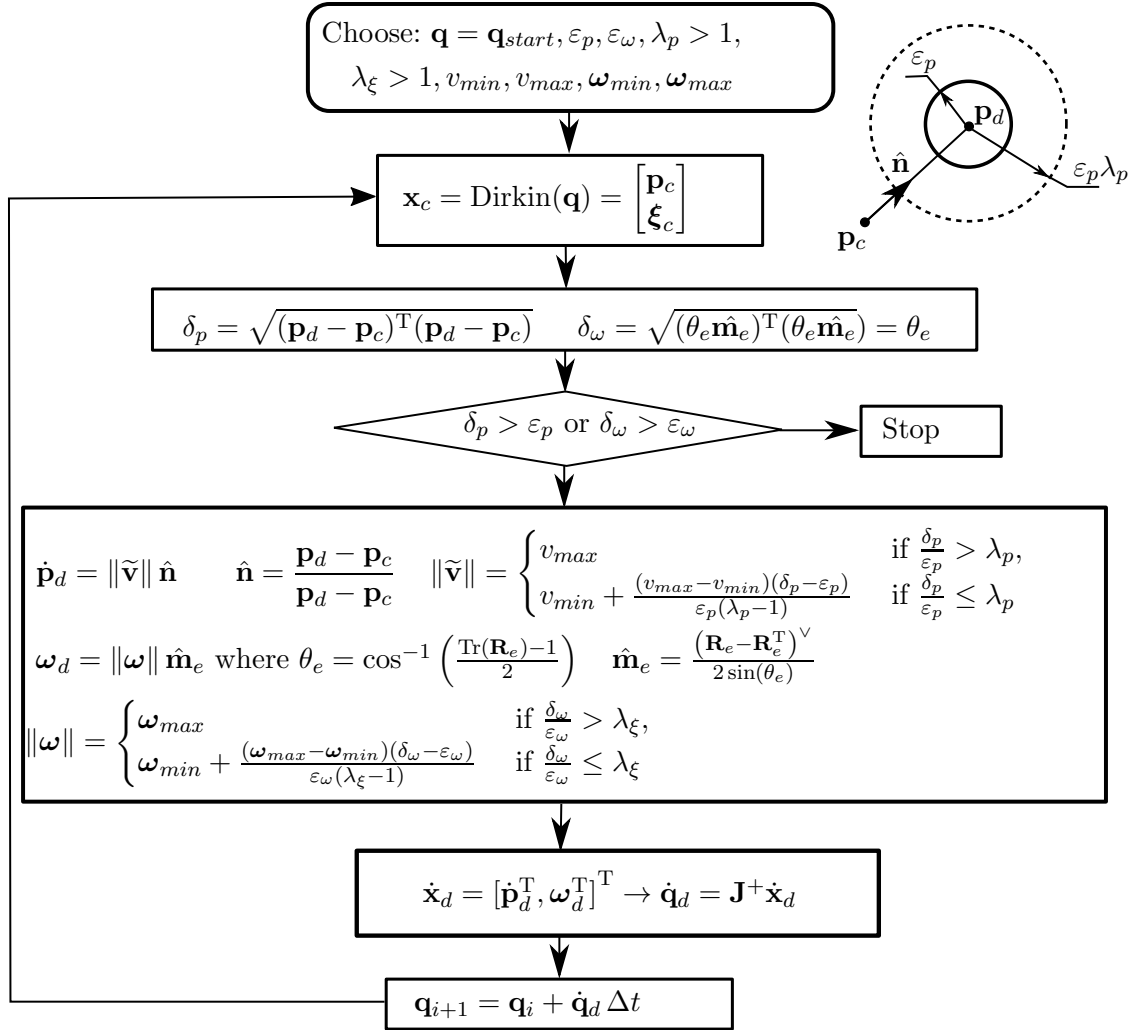 Choose: q = q_start, ε_p, ε_ω, λ_p > 1,
λ_ξ > 1, v_min, v_max, ω_min, ω_max
ε_p
p_d
n̂
ε_p λ_p
p_c
x_c = Dirkin(q) = [p_c ξ_c]
δ_p = √((p_d − p_c)^T(p_d − p_c)) δ_ω = √((θ_e m̂_e)^T(θ_e m̂_e)) = θ_e
δ_p > ε_p or δ_ω > ε_ω
Stop
ṗ_d = ‖ṽ‖ n̂ n̂ = (p_d − p_c)/(p_d − p_c) ‖ṽ‖ = { v_max if δ_p/ε_p > λ_p,
v_min + (v_max−v_min)(δ_p−ε_p)/(ε_p(λ_p−1)) if δ_p/ε_p ≤ λ_p
ω_d = ‖ω‖ m̂_e where θ_e = cos^−1((Tr(R_e)−1)/2) m̂_e = (R_e−R_e^T)^∨/(2 sin(θ_e))
‖ω‖ = { ω_max if δ_ω/ε_ω > λ_ξ,
ω_min + (ω_max−ω_min)(δ_ω−ε_ω)/(ε_ω(λ_ξ−1)) if δ_ω/ε_ω ≤ λ_ξ
ẋ_d = [ṗ_d^T, ω_d^T]^T → q̇_d = J^+ ẋ_d
q_{i+1} = q_i + q̇_d Δt